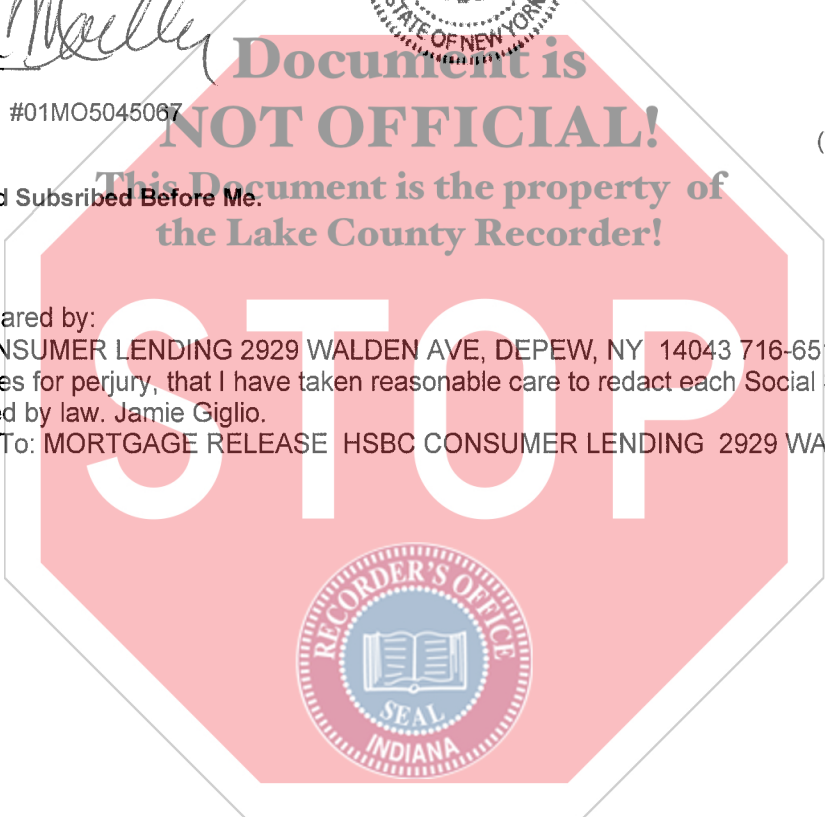 STATE OF NEW YORK
Document is
#01MO5045067
NOT OFFICIAL!
(
This Document is the property of
d Subsribed Before Me.
the Lake County Recorder!
ared by:
NSUMER LENDING 2929 WALDEN AVE, DEPEW, NY 14043 716-651
es for perjury, that I have taken reasonable care to redact each Social
ed by law. Jamie Giglio.
To: MORTGAGE RELEASE HSBC CONSUMER LENDING 2929 WA
STOP
RECORDER'S OFFICE
SEAL
INDIANA